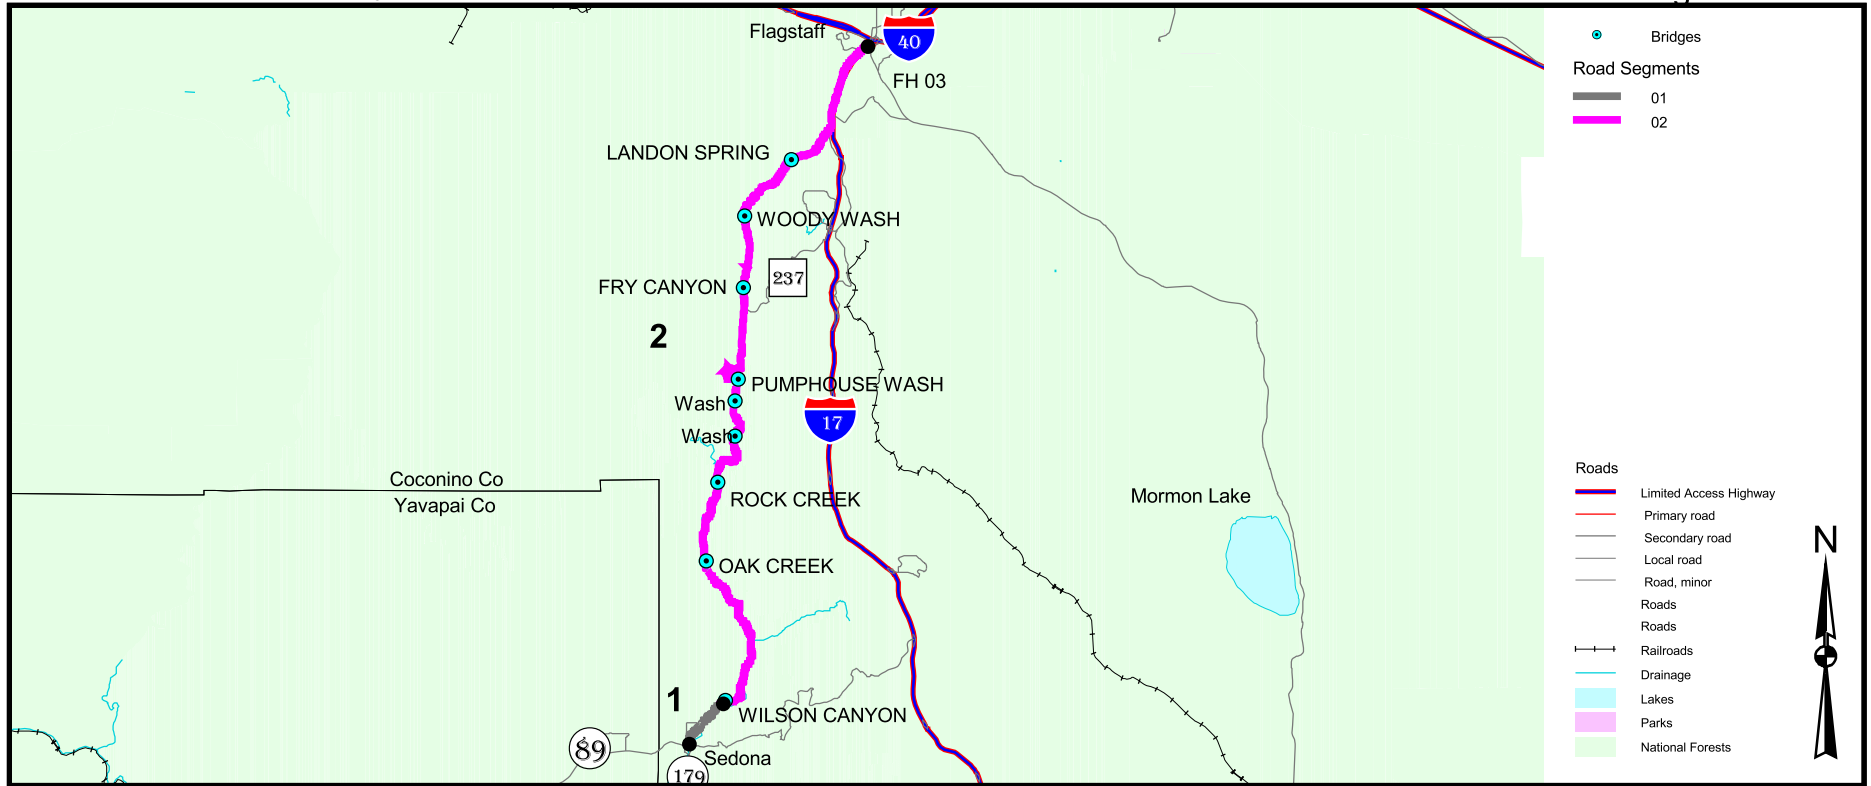 Flagstaff
40
FH 03
LANDON SPRING
WOODY WASH
237
FRY CANYON
2
PUMPHOUSE WASH
Wash
17
Wash
Coconino Co
Yavapai Co
ROCK CREEK
Mormon Lake
OAK CREEK
1
WILSON CANYON
89
Sedona
179
Bridges
Road Segments
01
02
Roads
Limited Access Highway
Primary road
Secondary road
Local road
Road, minor
Roads
Roads
Railroads
Drainage
Lakes
Parks
National Forests
N